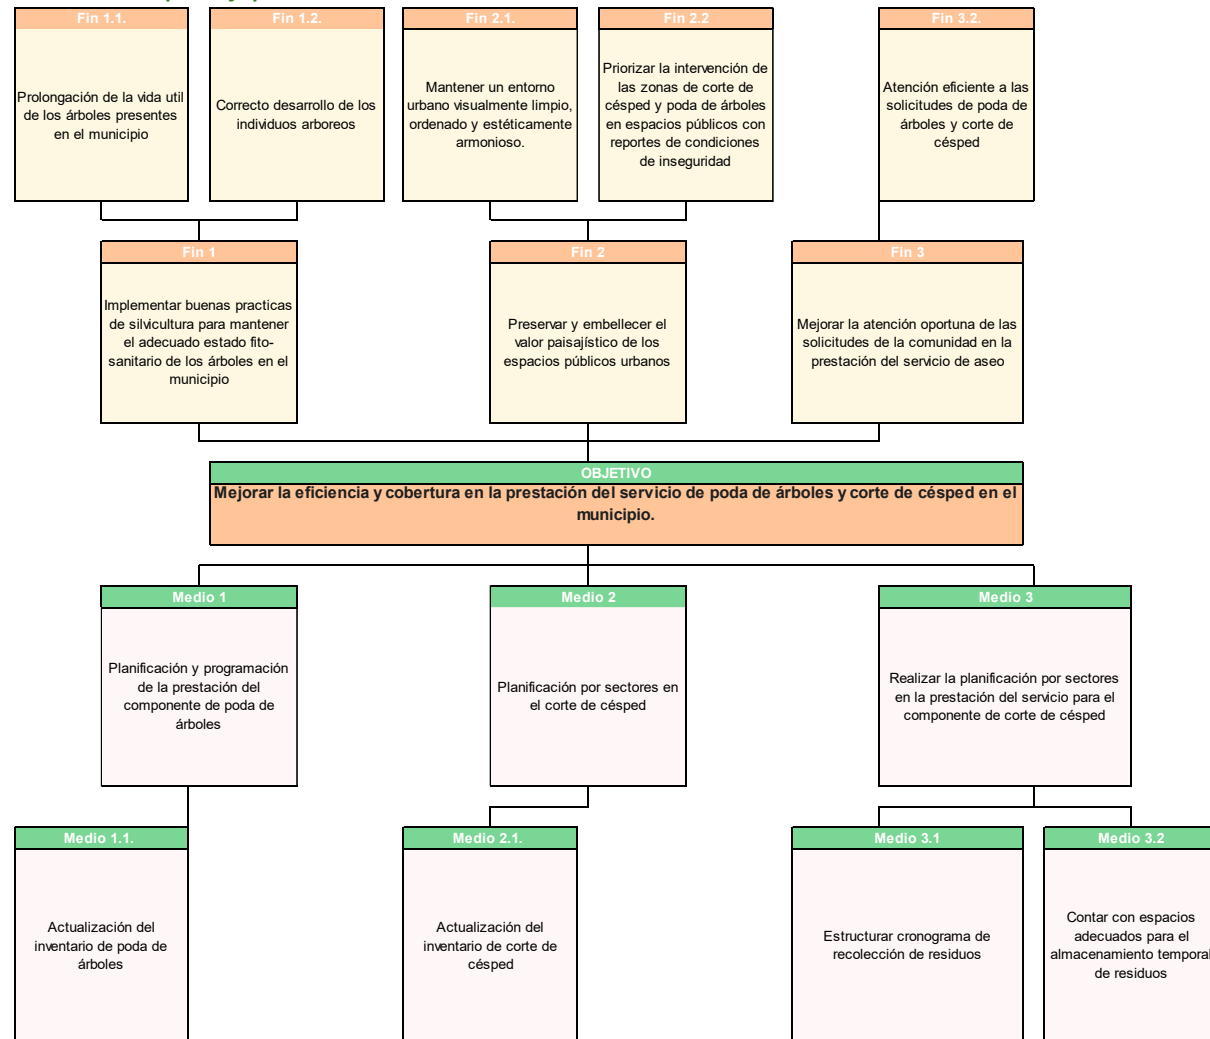 Fin 1.1.
Prolongación de la vida util
de los árboles presentes
en el municipio
Fin 1.2.
Correcto desarrollo de los
individuos arboreos
Fin 2.1.
Mantener un entorno
urbano visualmente limpio,
ordenado y estéticamente
armonioso.
Fin 2.2
Priorizar la intervención de
las zonas de corte de
césped y poda de árboles
en espacios públicos con
reportes de condiciones
de inseguridad
Fin 3.2.
Atención eficiente a las
solicitudes de poda de
árboles y corte de
césped
Fin 1
Implementar buenas practicas
de silvicultura para mantener
el adecuado estado fito-
sanitario de los árboles en el
municipio
Fin 2
Preservar y embellecer el
valor paisajístico de los
espacios públicos urbanos
Fin 3
Mejorar la atención oportuna de las
solicitudes de la comunidad en la
prestación del servicio de aseo
OBJETIVO
Mejorar la eficiencia y cobertura en la prestación del servicio de poda de árboles y corte de césped en el
municipio.
Medio 1
Planificación y programación
de la prestación del
componente de poda de
árboles
Medio 2
Planificación por sectores en
el corte de césped
Medio 3
Realizar la planificación por sectores
en la prestación del servicio para el
componente de corte de césped
Medio 1.1.
Actualización del
inventario de poda de
árboles
Medio 2.1.
Actualización del
inventario de corte de
césped
Medio 3.1
Estructurar cronograma de
recolección de residuos
Medio 3.2
Contar con espacios
adecuados para el
almacenamiento temporal
de residuos